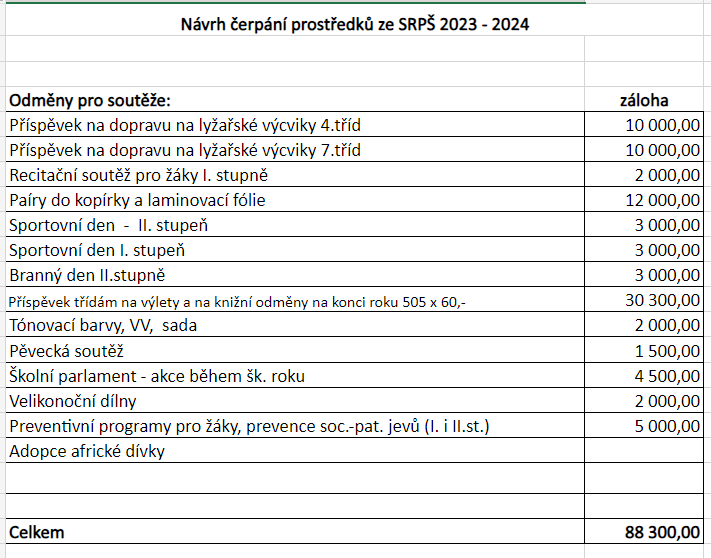 Návrh čerpání prostředků ze SRPŠ 2023 - 2024
Odměny pro soutěže: záloha
Příspěvek na dopravu na lyžařské výcviky 4.tříd 10 000,00
Příspěvek na dopravu na lyžařské výcviky 7.tříd 10 000,00
Recitační soutěž pro žáky I. stupně 2 000,00
Paíry do kopírky a laminovací fólie 12 000,00
Sportovní den - II. stupeň 3 000,00
Sportovní den I. stupeň 3 000,00
Branný den II.stupně 3 000,00
Příspěvek třídám na výlety a na knižní odměny na konci roku 505 x 60,- 30 300,00
Tónovací barvy, VV, sada 2 000,00
Pěvecká soutěž 1 500,00
Školní parlament - akce během šk. roku 4 500,00
Velikonoční dílny 2 000,00
Preventivní programy pro žáky, prevence soc.-pat. jevů (I. i II.st.) 5 000,00
Adopce africké dívky
Celkem 88 300,00